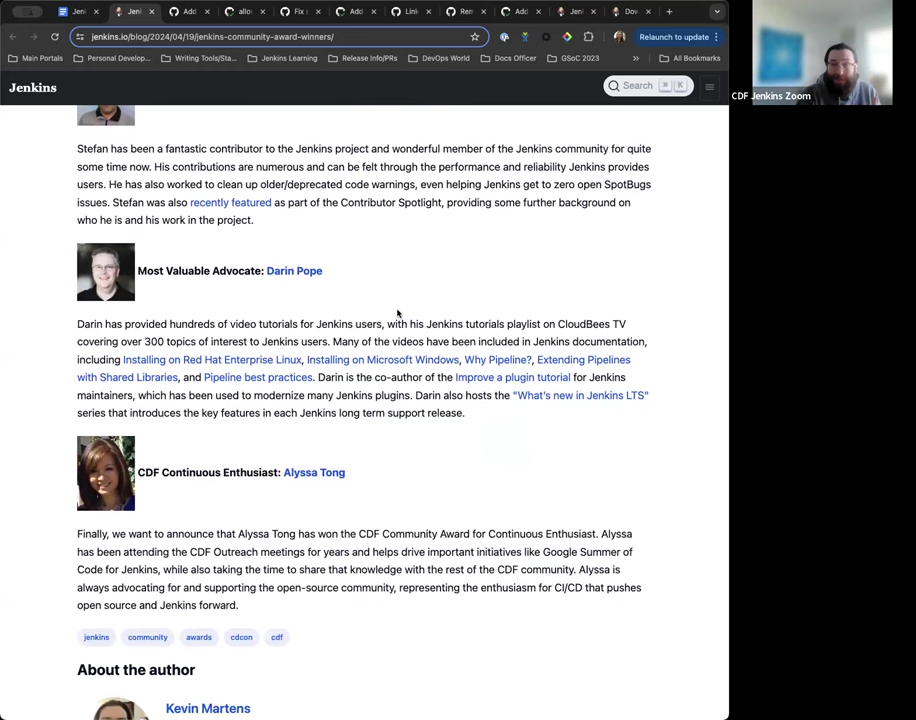 Jenl
Jenl
Add
allo
Fix
Add
Link
Ren
Add
Jenl
Dov
jenkins.io/blog/2024/04/19/jenkins-community-award-winners/
Relaunch to update
Main Portals
Personal Develop...
Writing Tools/Sta...
Jenkins Learning
Release Info/PRs
DevOps World
Docs Officer
GSoC 2023
»
All Bookmarks
Jenkins
Search ⌘ K
Stefan has been a fantastic contributor to the Jenkins project and wonderful member of the Jenkins community for quite
some time now. His contributions are numerous and can be felt through the performance and reliability Jenkins provides
users. He has also worked to clean up older/deprecated code warnings, even helping Jenkins get to zero open SpotBugs
issues. Stefan was also recently featured as part of the Contributor Spotlight, providing some further background on
who he is and his work in the project.
Most Valuable Advocate: Darin Pope
Darin has provided hundreds of video tutorials for Jenkins users, with his Jenkins tutorials playlist on CloudBees TV
covering over 300 topics of interest to Jenkins users. Many of the videos have been included in Jenkins documentation,
including Installing on Red Hat Enterprise Linux, Installing on Microsoft Windows, Why Pipeline?, Extending Pipelines
with Shared Libraries, and Pipeline best practices. Darin is the co-author of the Improve a plugin tutorial for Jenkins
maintainers, which has been used to modernize many Jenkins plugins. Darin also hosts the "What's new in Jenkins LTS"
series that introduces the key features in each Jenkins long term support release.
CDF Continuous Enthusiast: Alyssa Tong
Finally, we want to announce that Alyssa Tong has won the CDF Community Award for Continuous Enthusiast. Alyssa
has been attending the CDF Outreach meetings for years and helps drive important initiatives like Google Summer of
Code for Jenkins, while also taking the time to share that knowledge with the rest of the CDF community. Alyssa is
always advocating for and supporting the open-source community, representing the enthusiasm for CI/CD that pushes
open source and Jenkins forward.
jenkins
community
awards
cdcon
cdf
About the author
Kevin Martens
CDF Jenkins Zoom